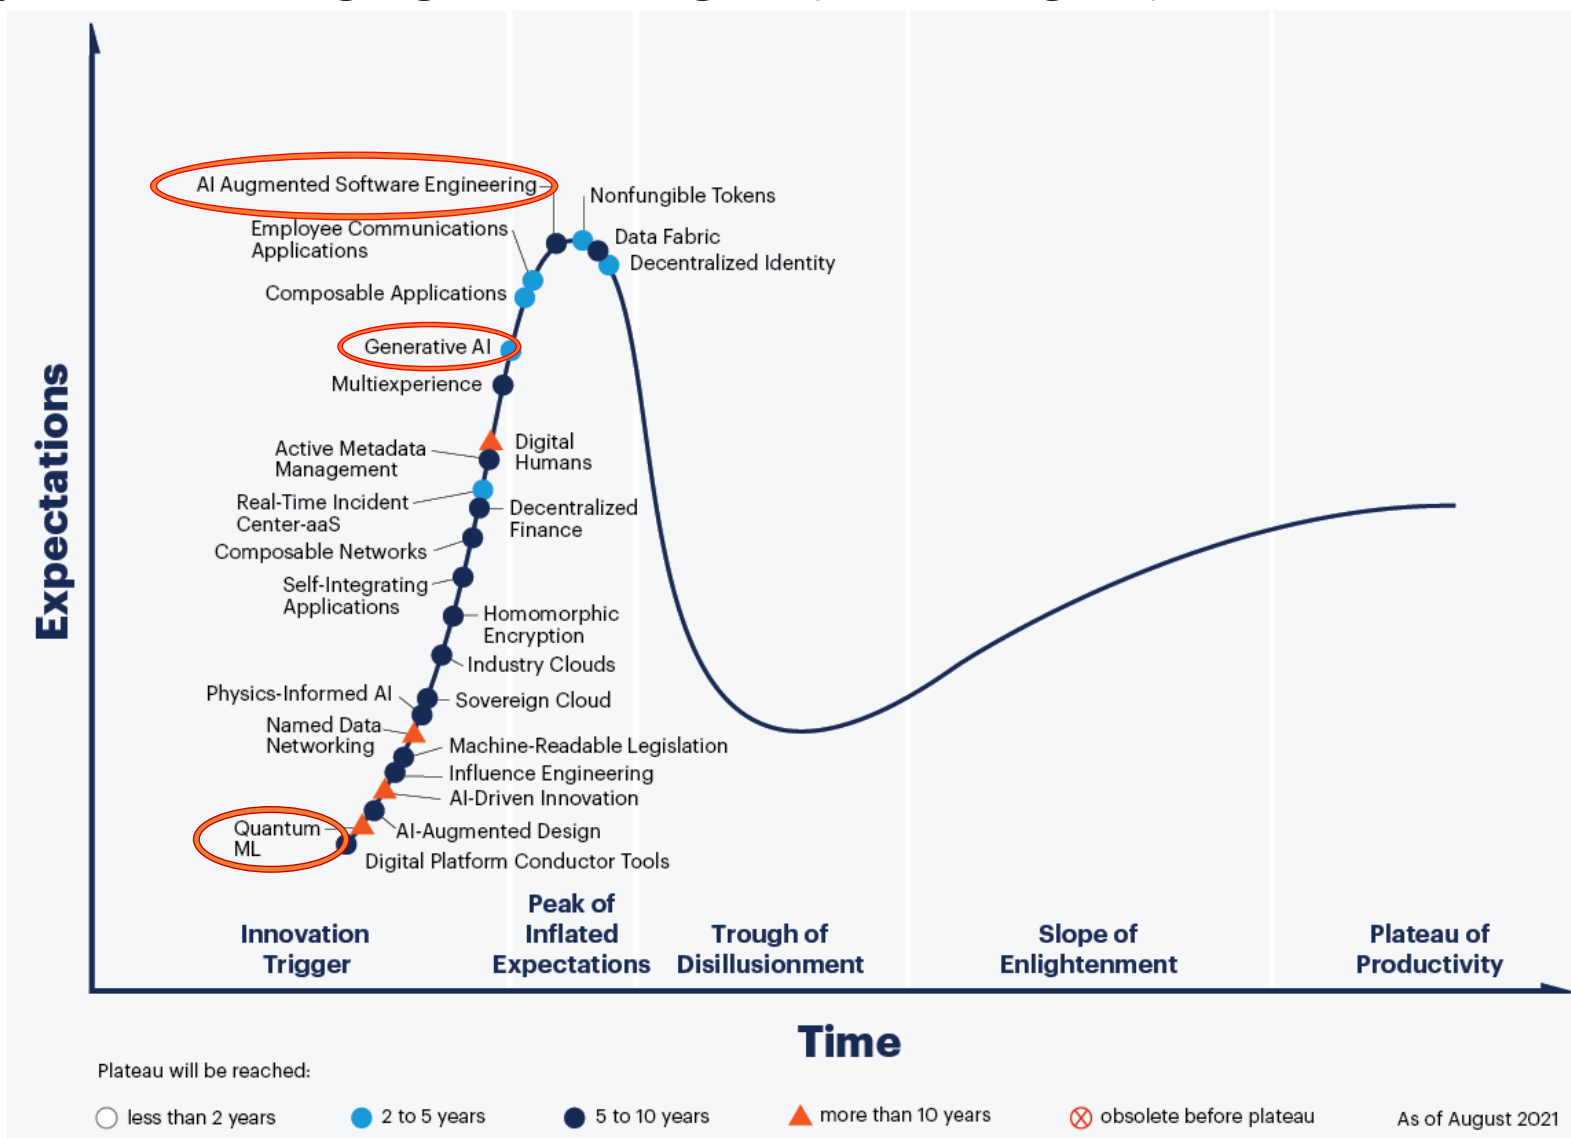 AI Augmented Software Engineering
Nonfungible Tokens
Employee Communications
Applications
Data Fabric
Decentralized Identity
Composable Applications
Generative AI
Multiexperience
Active Metadata
Management
Digital
Humans
Real-Time Incident
Center-aaS
Decentralized
Finance
Composable Networks
Self-Integrating
Applications
Homomorphic
Encryption
Industry Clouds
Physics-Informed AI
Sovereign Cloud
Named Data
Networking
Machine-Readable Legislation
Influence Engineering
AI-Driven Innovation
Quantum
ML
AI-Augmented Design
Digital Platform Conductor Tools
Expectations
Innovation
Trigger
Peak of
Inflated
Expectations
Trough of
Disillusionment
Slope of
Enlightenment
Plateau of
Productivity
Time
Plateau will be reached:
less than 2 years
2 to 5 years
5 to 10 years
more than 10 years
obsolete before plateau
As of August 2021